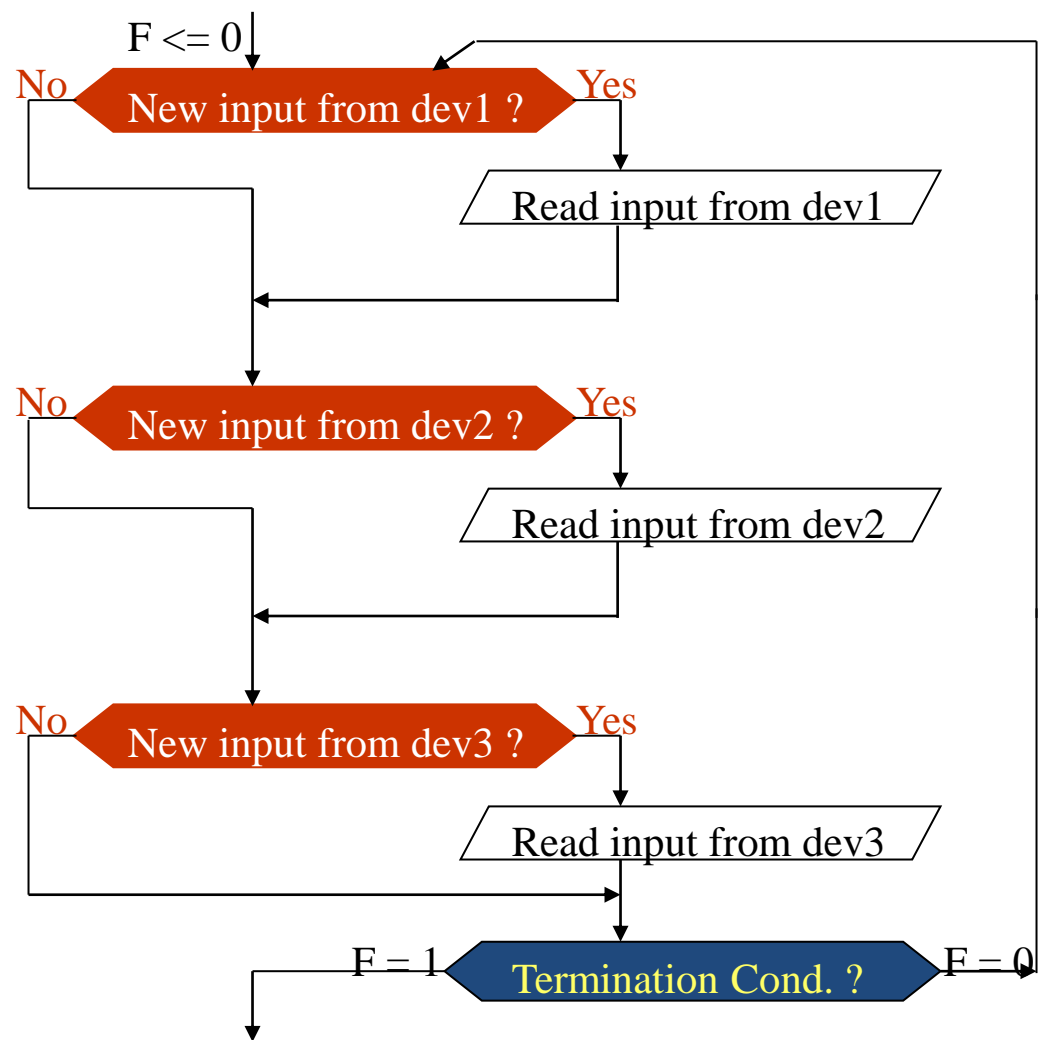 F <= 0
No
New input from dev1 ?
Yes
Read input from dev1
No
New input from dev2 ?
Yes
Read input from dev2
No
New input from dev3 ?
Yes
Read input from dev3
F = 1
Termination Cond. ?
F = 0